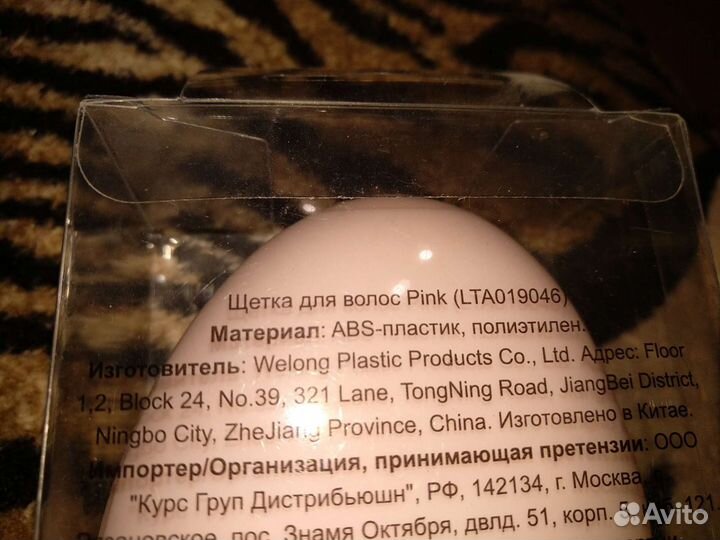 Щетка для волос Pink (LTA019046)
Материал: ABS-пластик, полиэтилен.
Изготовитель: Welong Plastic Products Co., Ltd. Адрес: Floor
1,2, Block 24, No.39, 321 Lane, TongNing Road, JiangBei District,
Ningbo City, ZheJiang Province, China. Изготовлено в Китае.
Импортер/Организация, принимающая претензии: ООО
"Курс Груп Дистрибьюшн", РФ, 142134, г. Москва
пос. Знамя Октября, двлд. 51, корп. 421
Avito